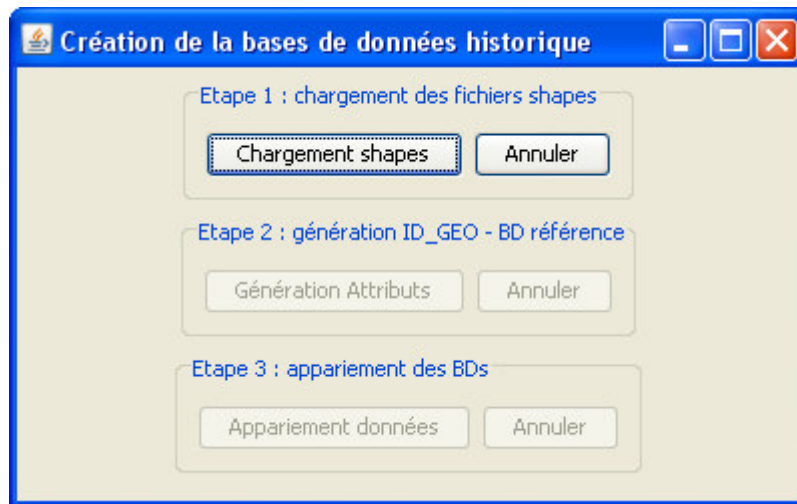 Création de la bases de données historique
Etape 1 : chargement des fichiers shapes
Chargement shapes Annuler
Etape 2 : génération ID_GEO - BD référence
Génération Attributs Annuler
Etape 3 : appariement des BDs
Appariement données Annuler